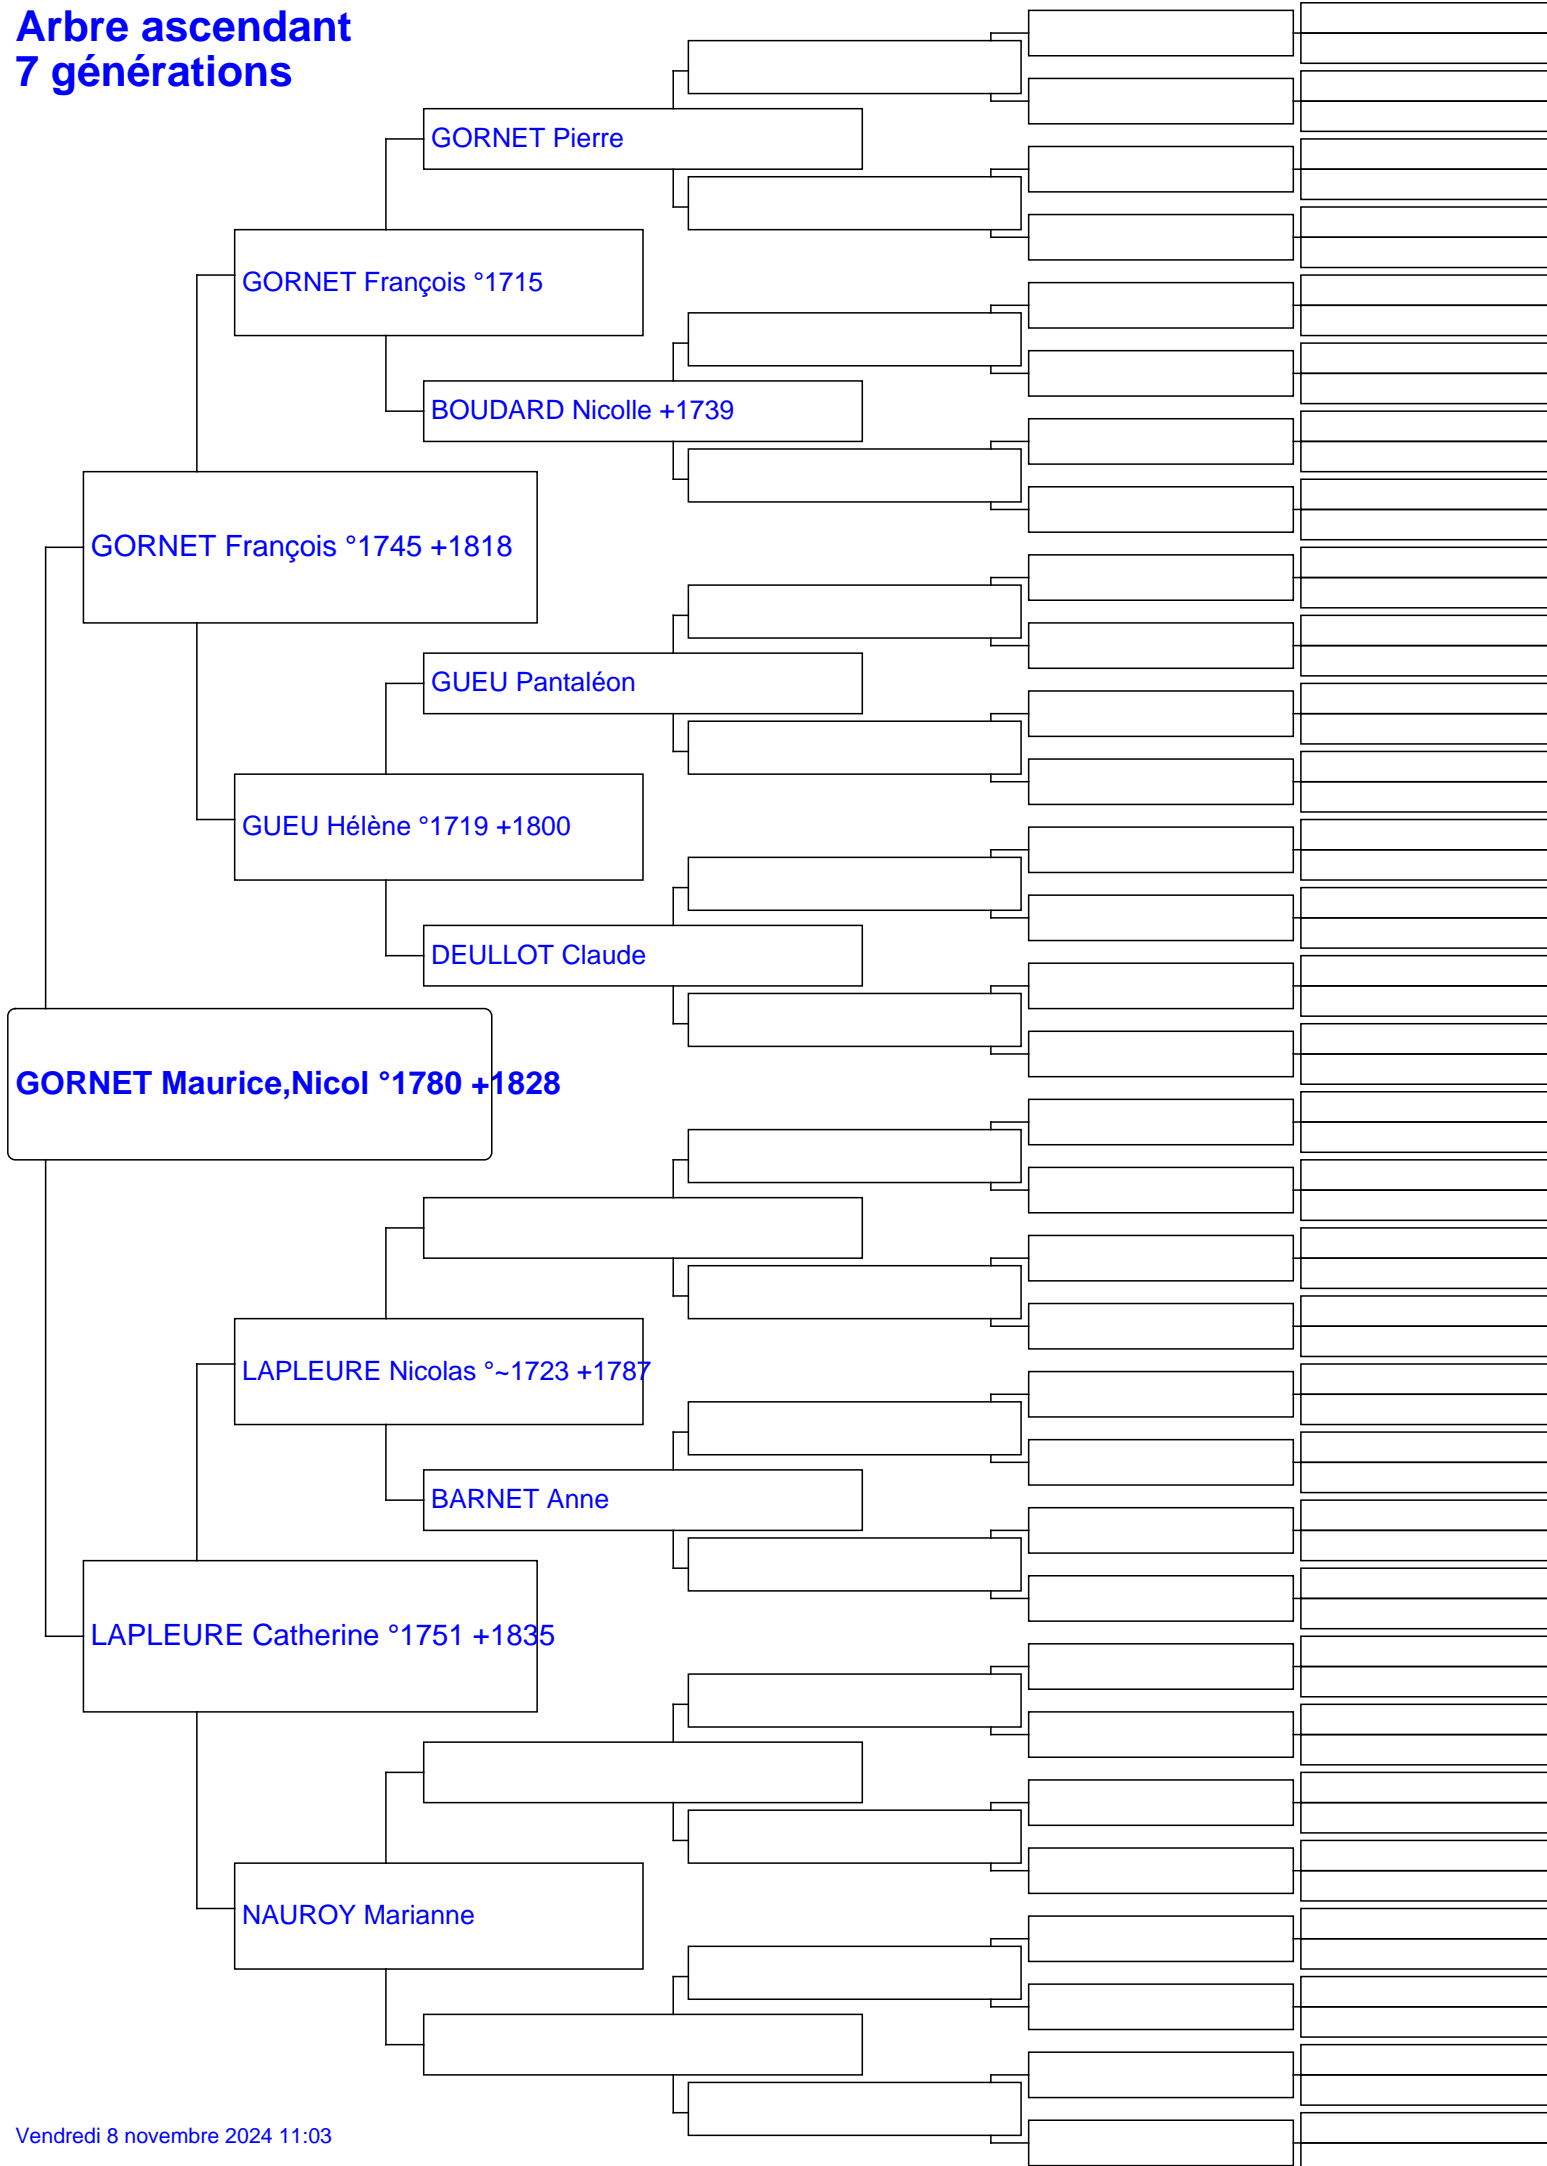 Arbre ascendant
7 générations
GORNET Pierre
GORNET François °1715
BOUDARD Nicolle +1739
GORNET François °1745 +1818
GUEU Pantaléon
GUEU Hélène °1719 +1800
DEULLOT Claude
GORNET Maurice,Nicol °1780 +1828
LAPLEURE Nicolas °~1723 +1787
BARNET Anne
LAPLEURE Catherine °1751 +1835
NAUROY Marianne
Vendredi 8 novembre 2024 11:03